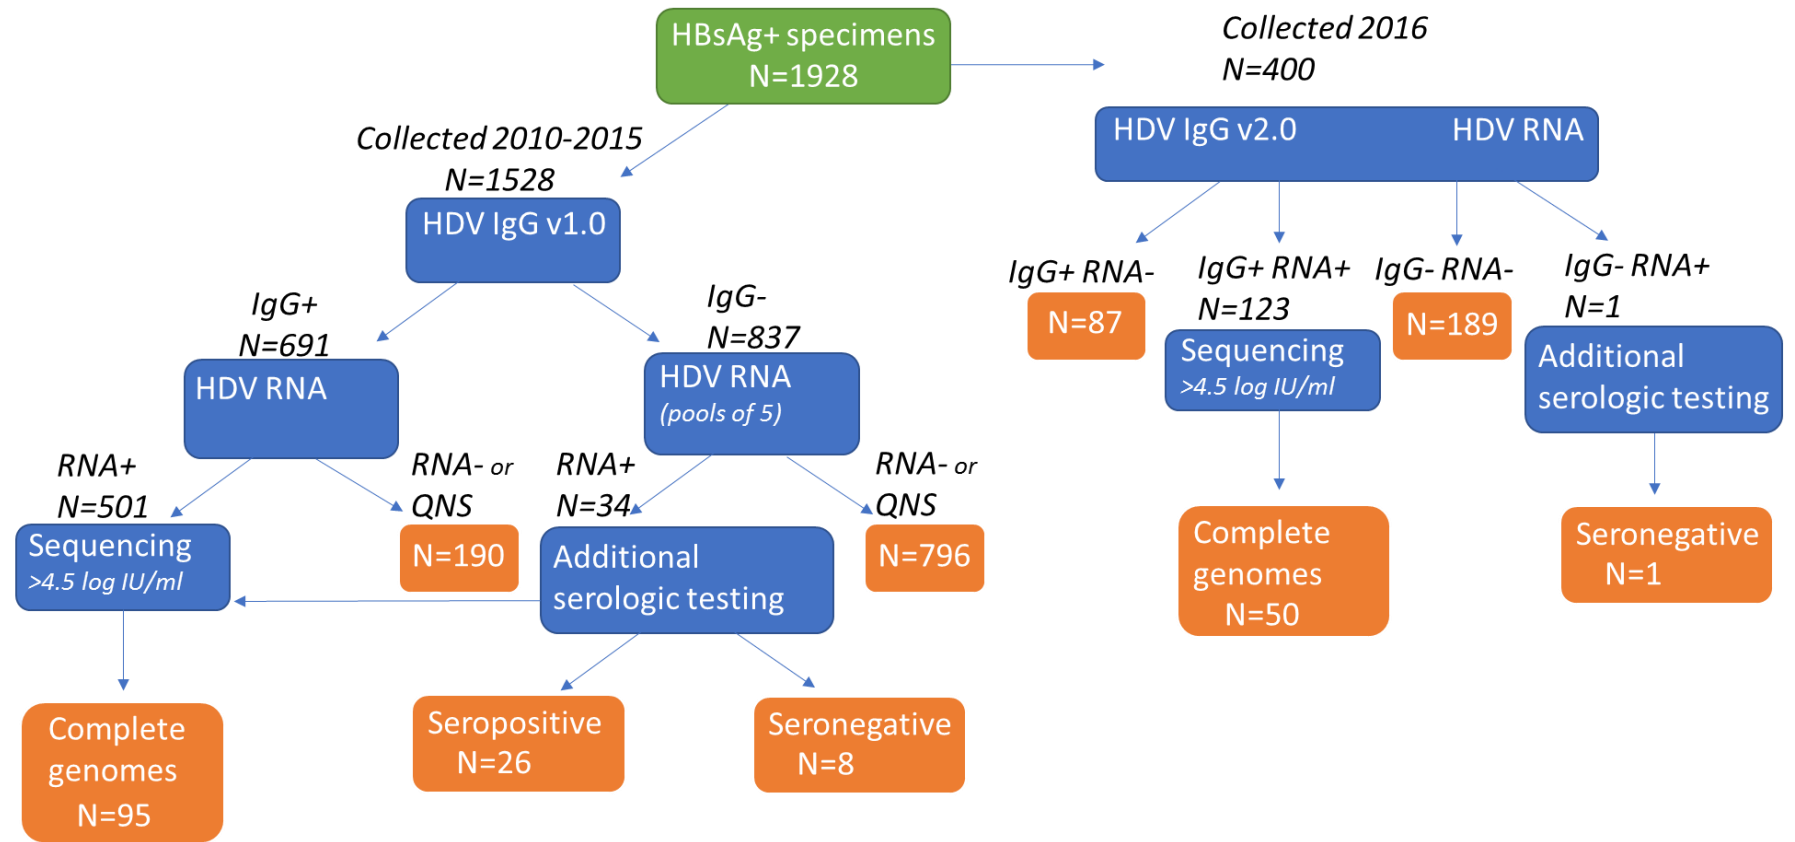 HBsAg+ specimens
N=1928
Collected 2016
N=400
Collected 2010-2015
N=1528
HDV IgG v2.0 HDV RNA
HDV IgG v1.0
IgG+ RNA-
N=87
IgG+ RNA+
N=123
IgG- RNA-
N=189
IgG- RNA+
N=1
IgG+
N=691
IgG-
N=837
Sequencing
>4.5 log IU/ml
Additional
serologic testing
HDV RNA
HDV RNA
(pools of 5)
RNA+
N=501
RNA- or
QNS
N=190
RNA+
N=34
RNA- or
QNS
N=796
Complete
genomes
N=50
Seronegative
N=1
Sequencing
>4.5 log IU/ml
Additional
serologic testing
Complete
genomes
N=95
Seropositive
N=26
Seronegative
N=8